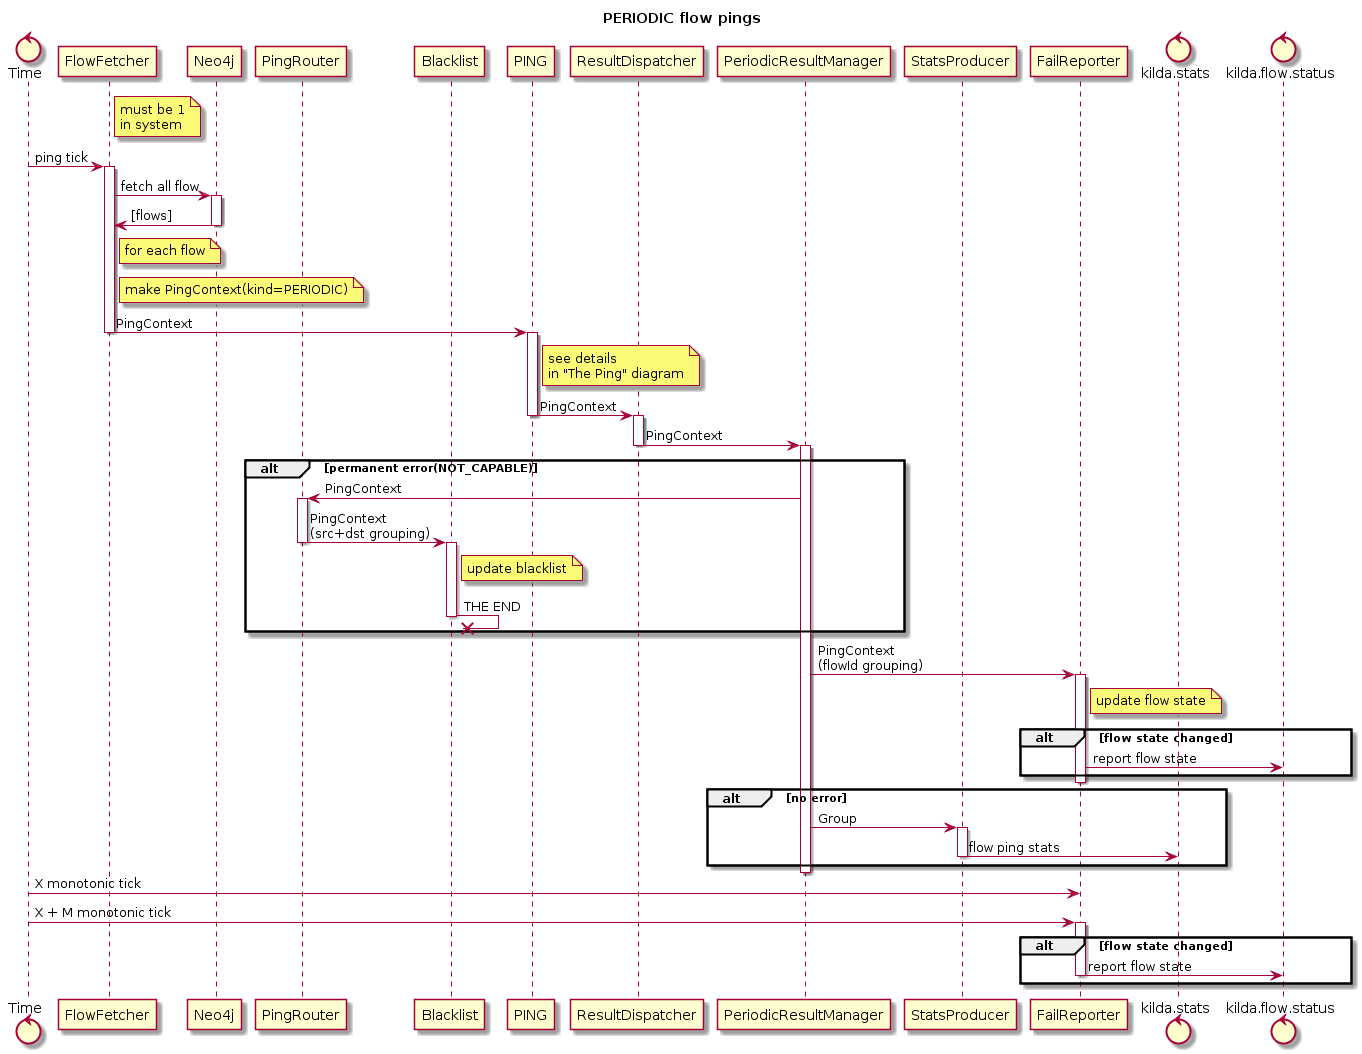 PERIODIC flow pings
Time
FlowFetcher
Neo4j
PingRouter
Blacklist
PING
ResultDispatcher
PeriodicResultManager
StatsProducer
FailReporter
kilda.stats
kilda.flow.status
must be 1
in system
ping tick
fetch all flow
[flows]
for each flow
make PingContext(kind=PERIODIC)
PingContext
see details
in "The Ping" diagram
PingContext
PingContext
alt
[permanent error(NOT_CAPABLE)]
PingContext
PingContext
(src+dst grouping)
update blacklist
THE END
PingContext
(flowId grouping)
update flow state
alt
[flow state changed]
report flow state
alt
[no error]
Group
flow ping stats
X monotonic tick
X + M monotonic tick
alt
[flow state changed]
report flow state
Time
FlowFetcher
Neo4j
PingRouter
Blacklist
PING
ResultDispatcher
PeriodicResultManager
StatsProducer
FailReporter
kilda.stats
kilda.flow.status